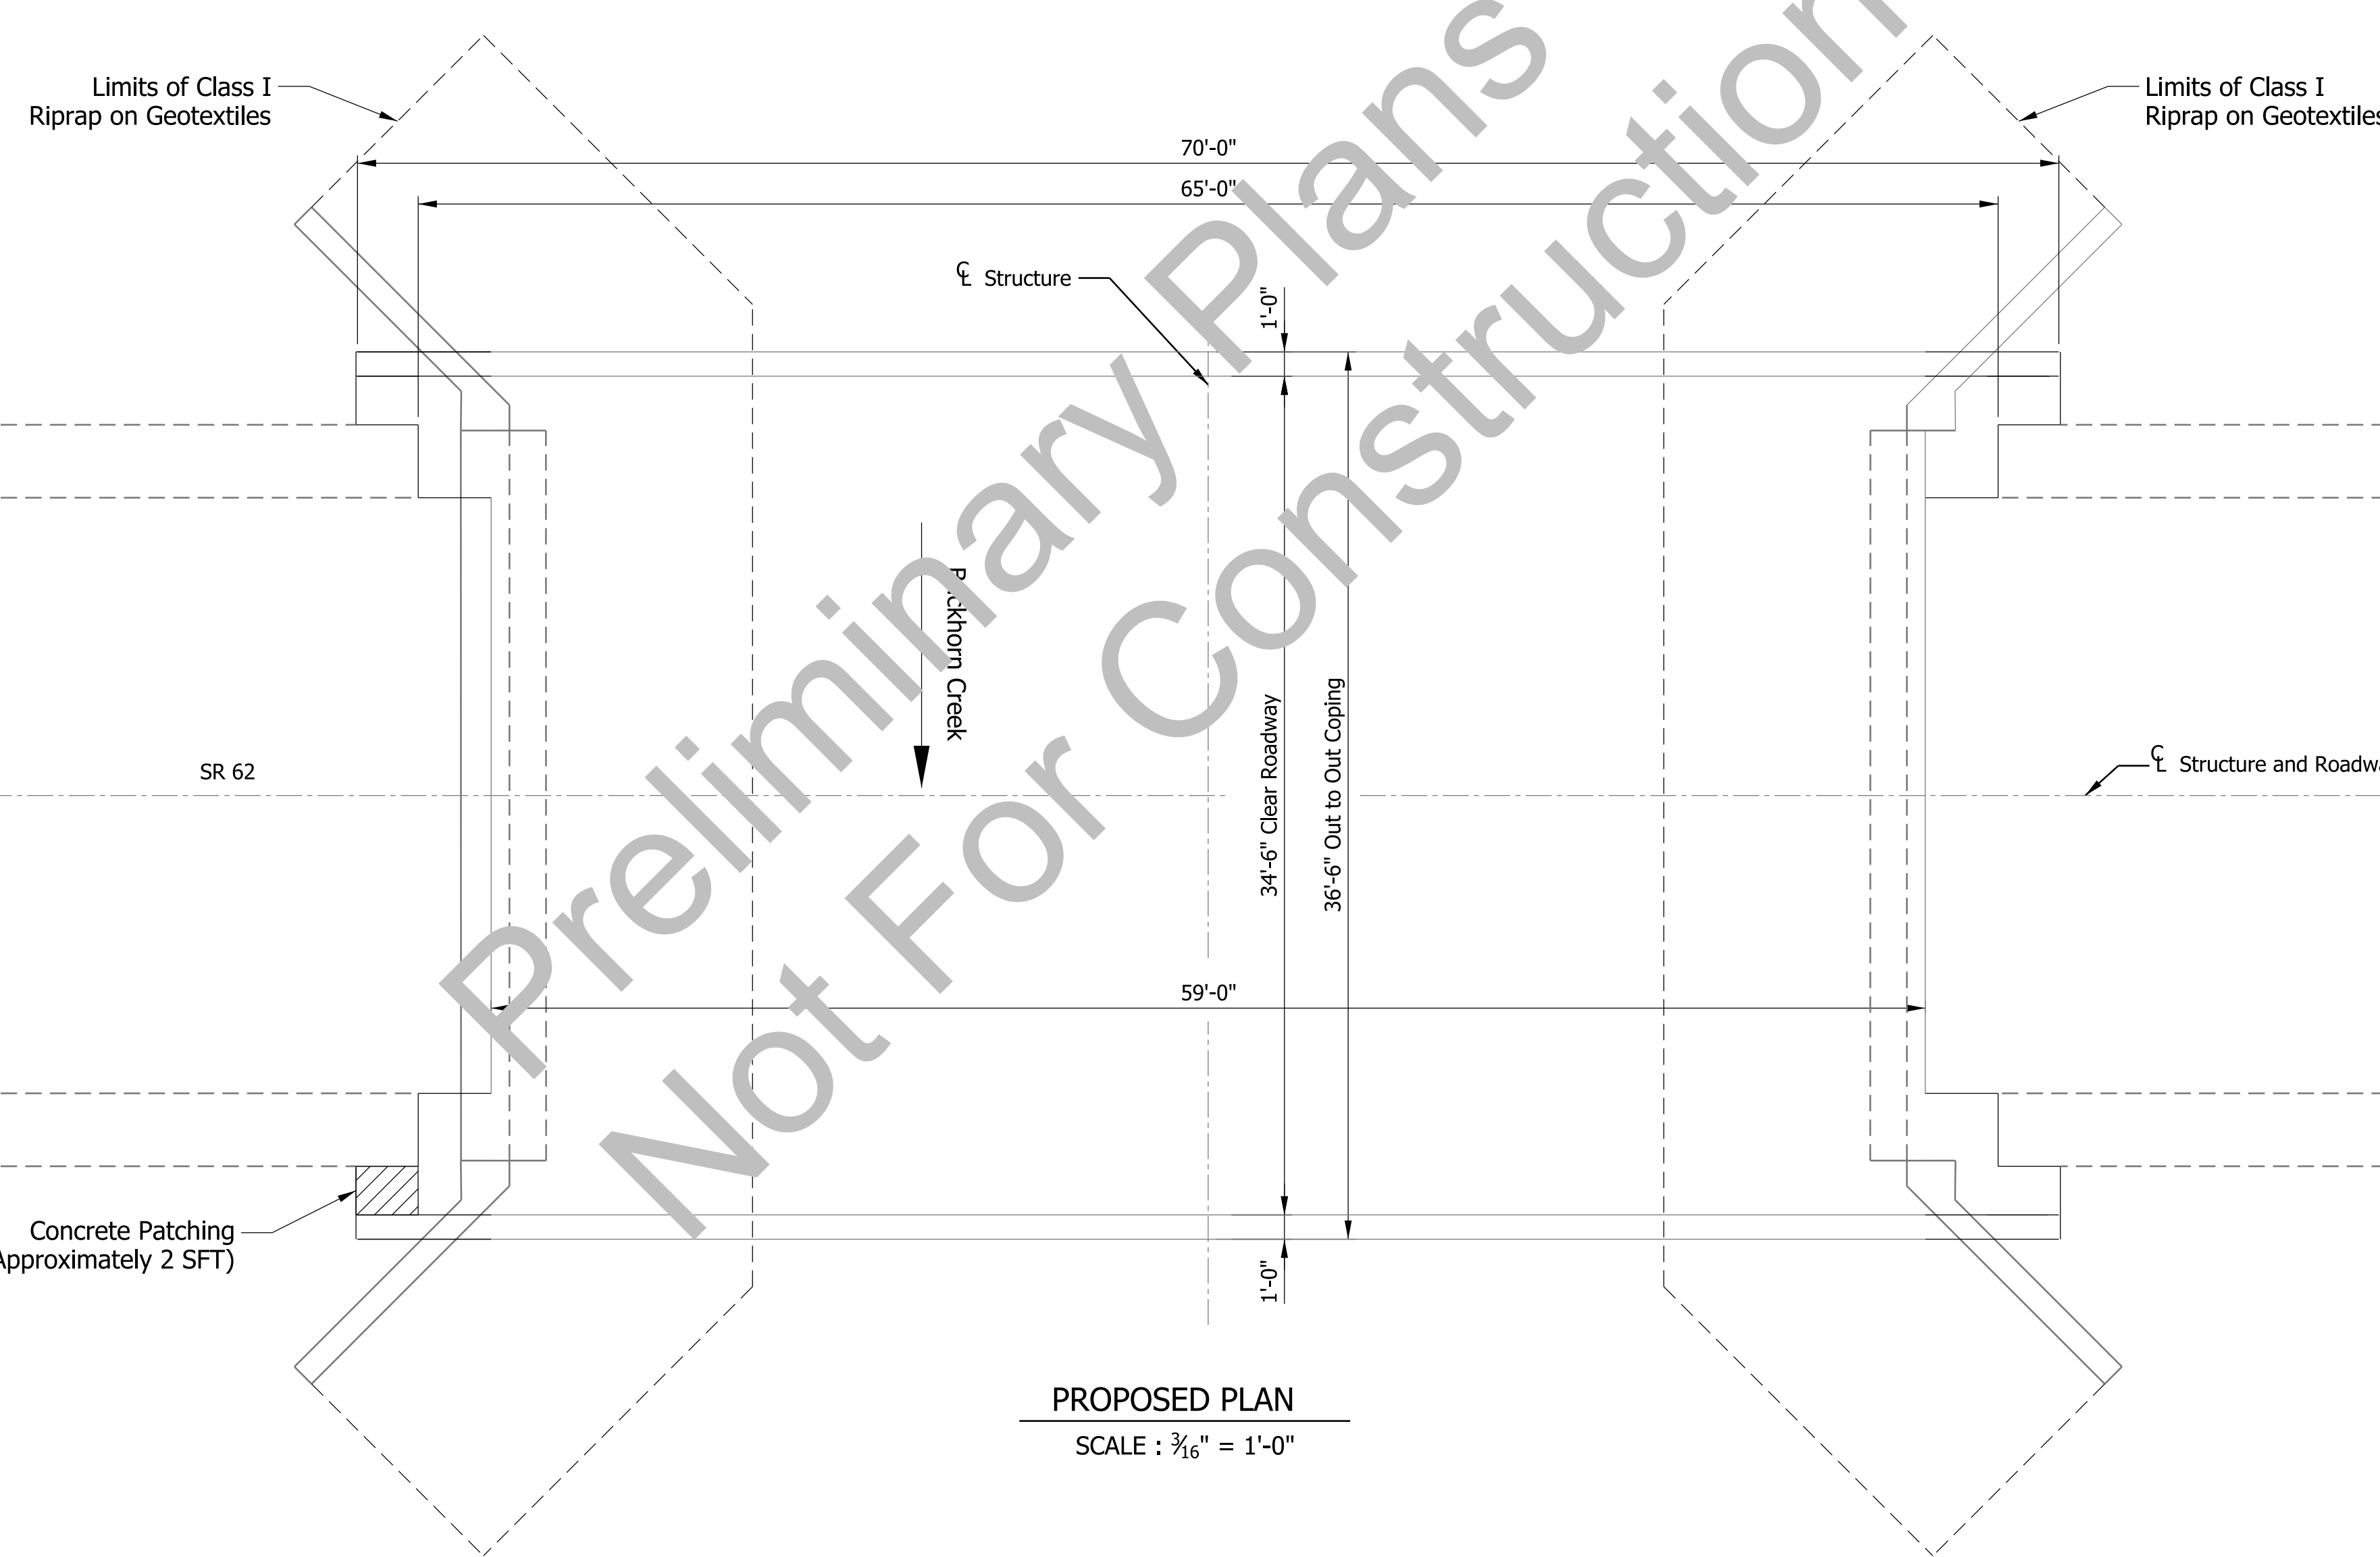 Limits of Class I
Riprap on Geotextiles
Limits of Class I
Riprap on Geotextiles
70'-0"
65'-0"
℄ Structure
1'-0"
Preliminary Plans
Not For Construction
Creek
34'-6" Clear Roadway
36'-6" Out to Out Coping
SR 62
℄ Structure and
59'-0"
Concrete Patching
Approximately 2 SFT)
1'-0"
PROPOSED PLAN
SCALE : 3/16" = 1'-0"